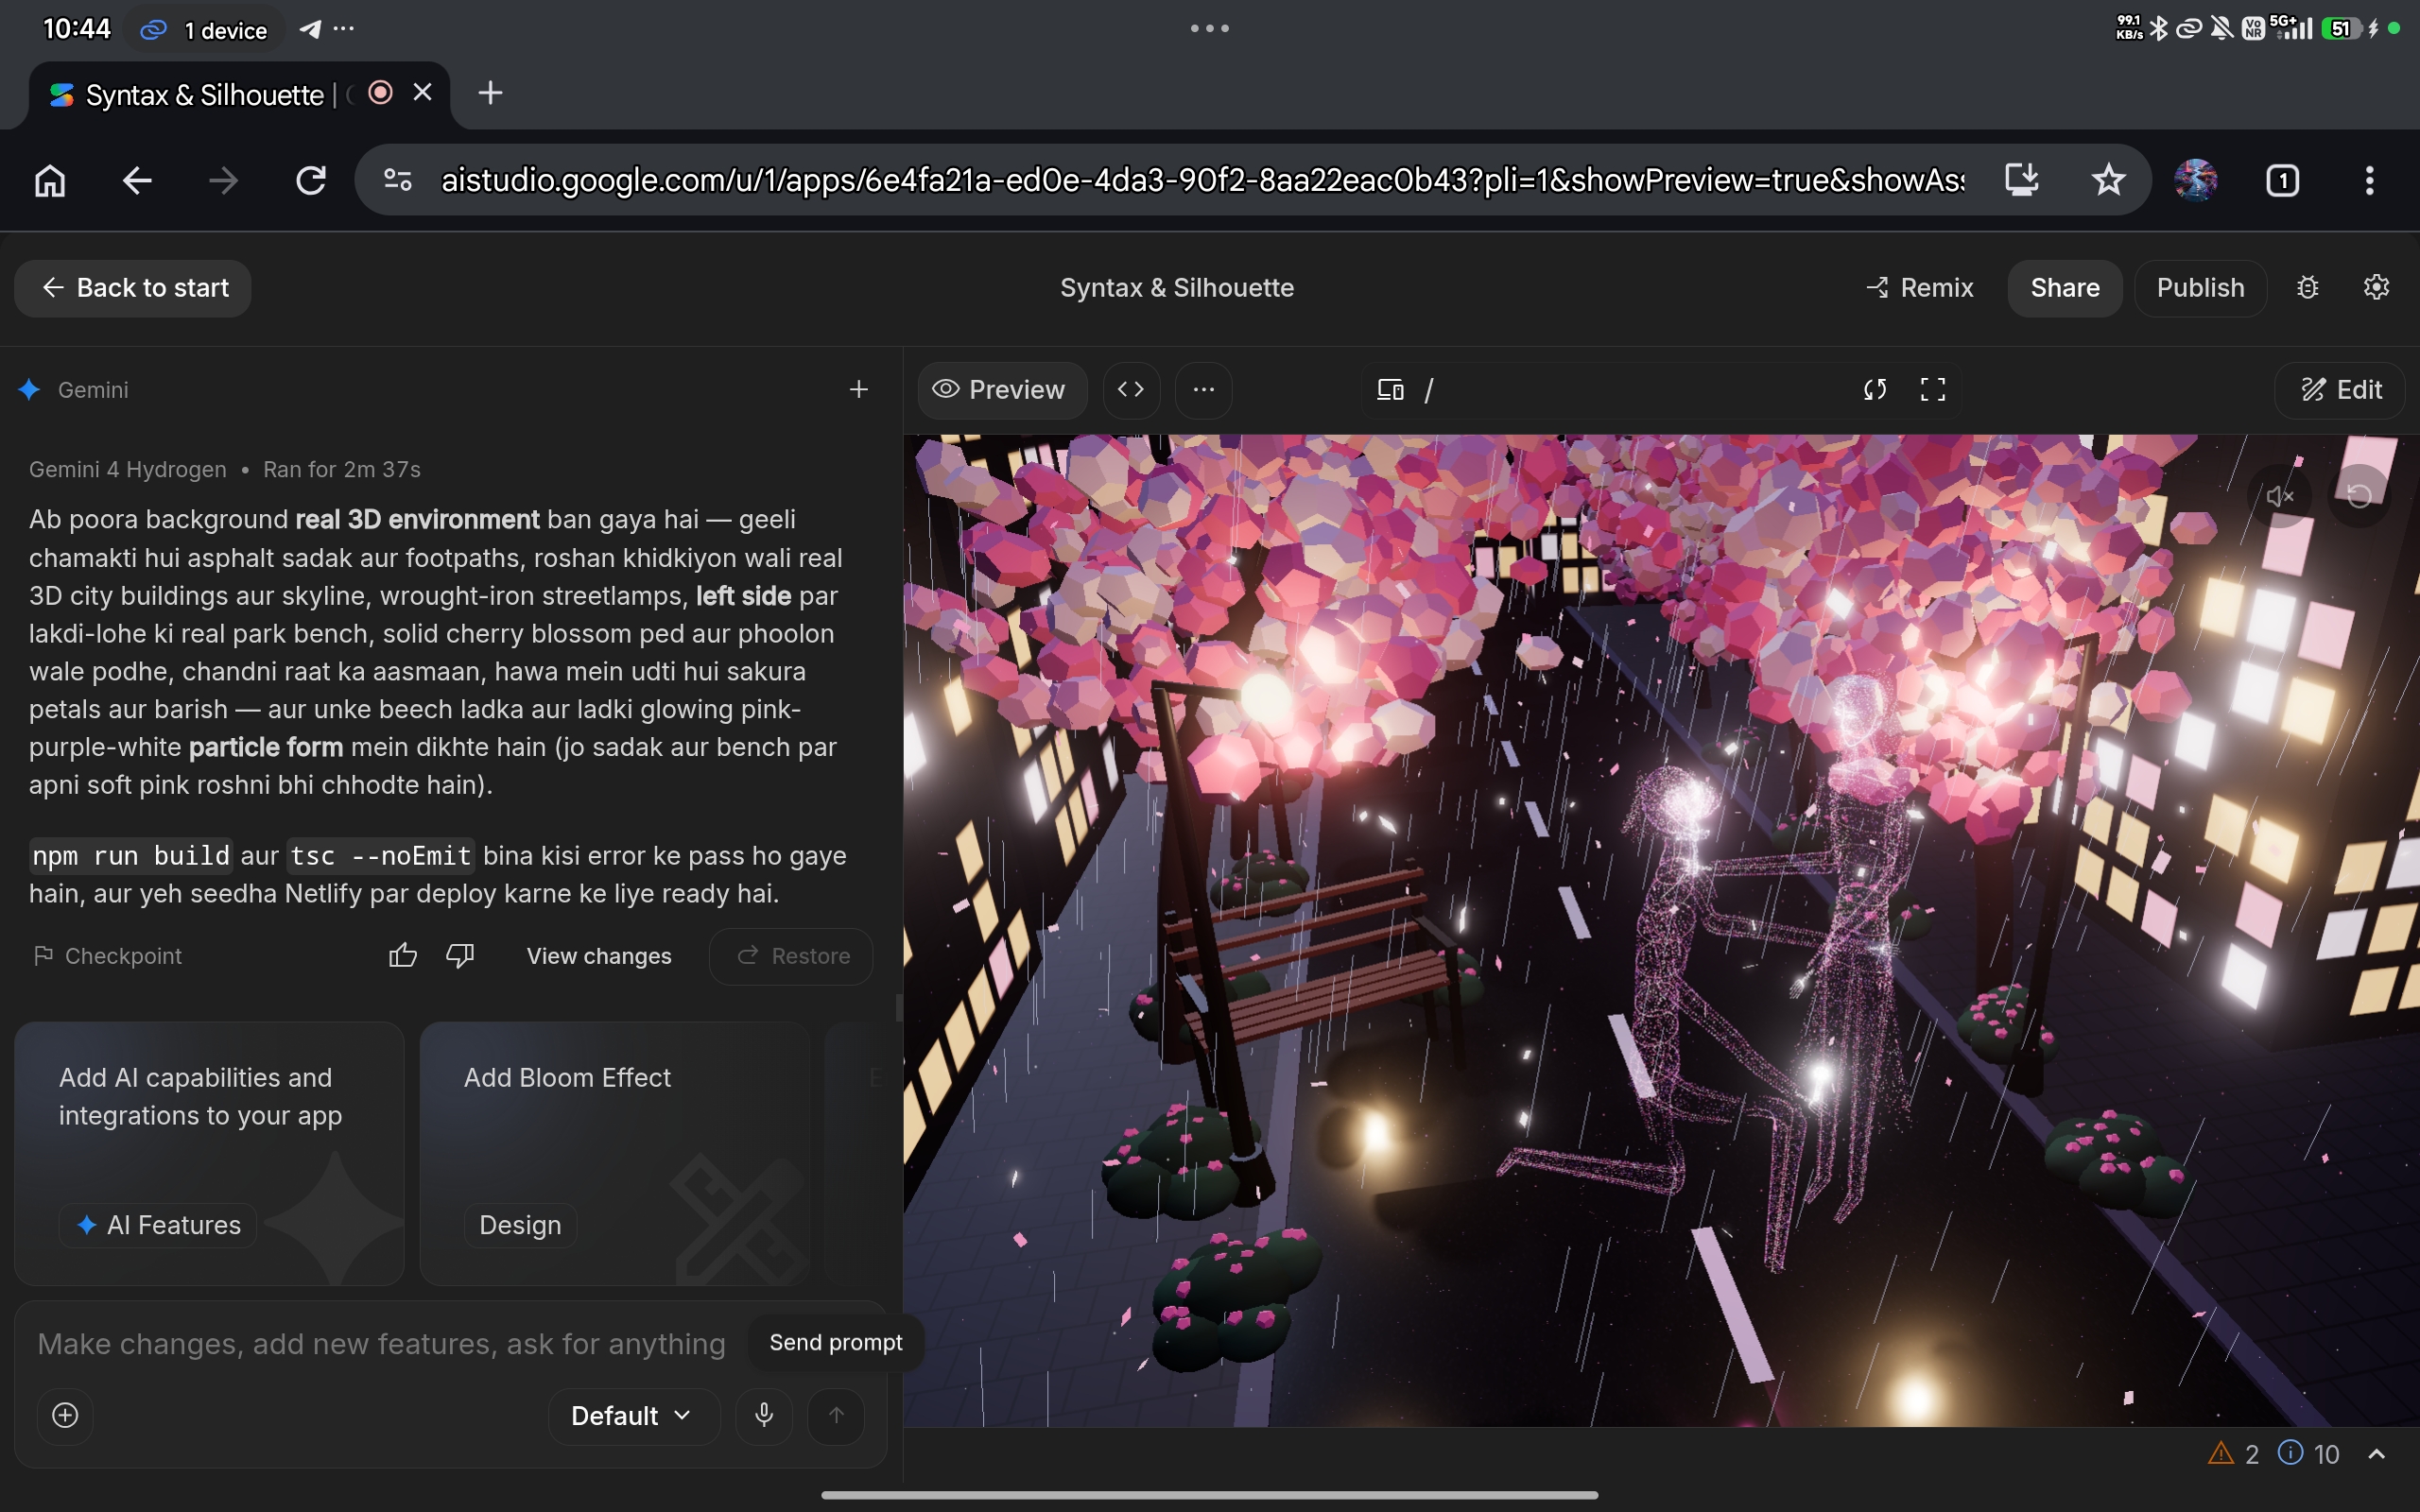 10:44
1 device
99.1
KB/s
Vo
NR
5G+
51
Syntax & Silhouette |
aistudio.google.com/u/1/apps/6e4fa21a-ed0e-4da3-90f2-8aa22eac0b43?pli=1&showPreview=true&showAss
1
Back to start
Syntax & Silhouette
Remix
Share
Publish
Gemini
Preview
/
Edit
Gemini 4 Hydrogen • Ran for 2m 37s
Ab poora background real 3D environment ban gaya hai — geeli
chamakti hui asphalt sadak aur footpaths, roshan khidkiyon wali real
3D city buildings aur skyline, wrought-iron streetlamps, left side par
lakdi-lohe ki real park bench, solid cherry blossom ped aur phoolon
wale podhe, chandni raat ka aasmaan, hawa mein udti hui sakura
petals aur barish — aur unke beech ladka aur ladki glowing pink-
purple-white particle form mein dikhte hain (jo sadak aur bench par
apni soft pink roshni bhi chhodte hain).
npm run build aur tsc --noEmit bina kisi error ke pass ho gaye
hain, aur yeh seedha Netlify par deploy karne ke liye ready hai.
Checkpoint
View changes
Restore
Add AI capabilities and
integrations to your app
AI Features
Add Bloom Effect
Design
Make changes, add new features, ask for anything
Send prompt
Default
2
10